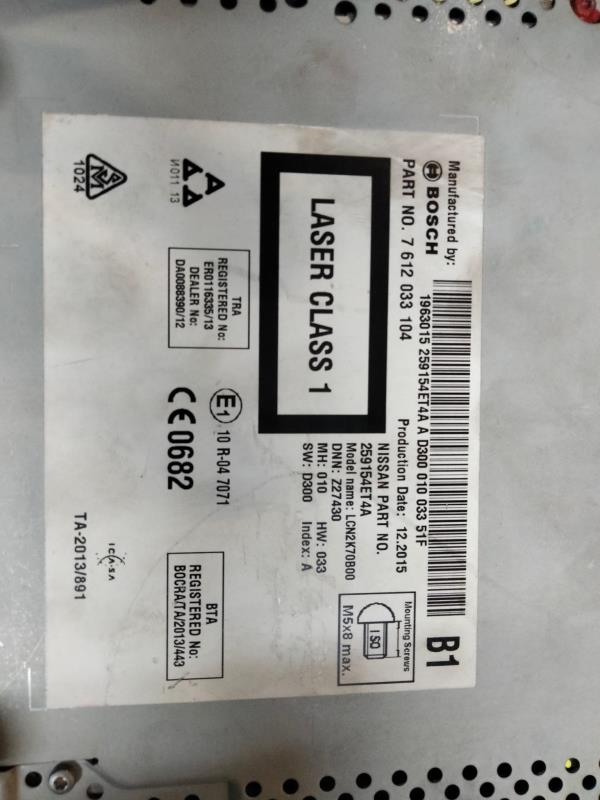 Manufactured by:
BOSCH
PART NO. 7 612 033 104
1963015 259154ET4A A D300 010 033 51F
B1
Production Date: 12.2015
NISSAN PART NO.
259154ET4A
Model name: LCN2K70B00
DNN: Z27430
MH: 010 HW: 033
SW: D300 Index: A
Mounting Screws
ISO
M5x8 max.
LASER CLASS 1
E1
10 R-04 7071
CE0682
TRA
REGISTERED No:
ER0116335/13
DEALER No:
DA0088390/12
И011 13
1024
BTA
REGISTERED No:
BOCRA/TA/2013/443
ICASA
TA-2013/891